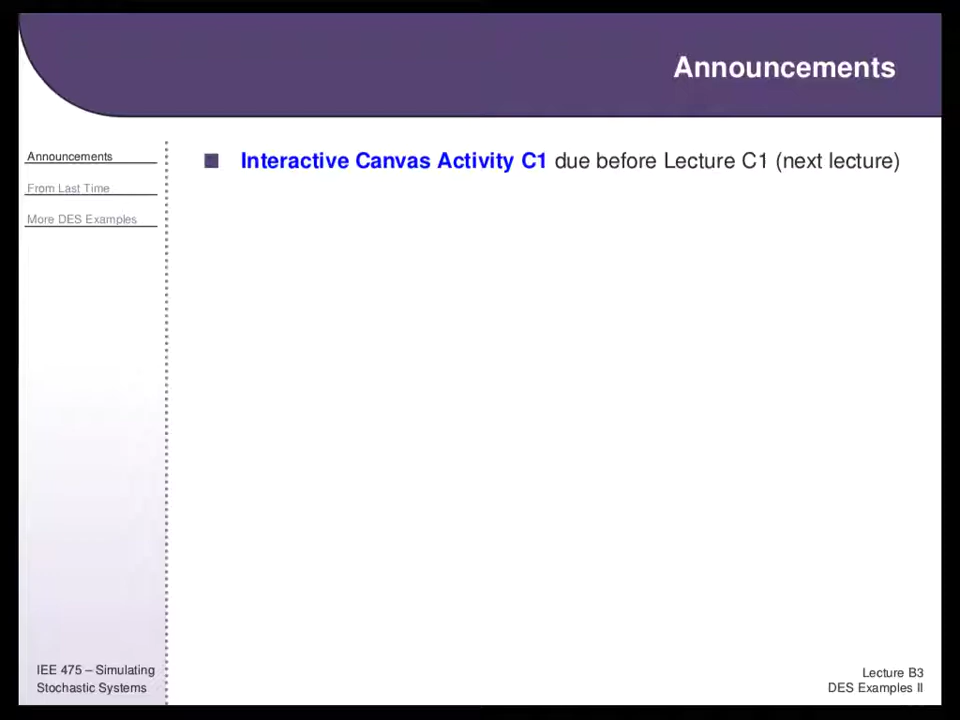 Announcements
Announcements
From Last Time
More DES Examples
Interactive Canvas Activity C1 due before Lecture C1 (next lecture)
IEE 475 – Simulating
Stochastic Systems
Lecture B3
DES Examples II